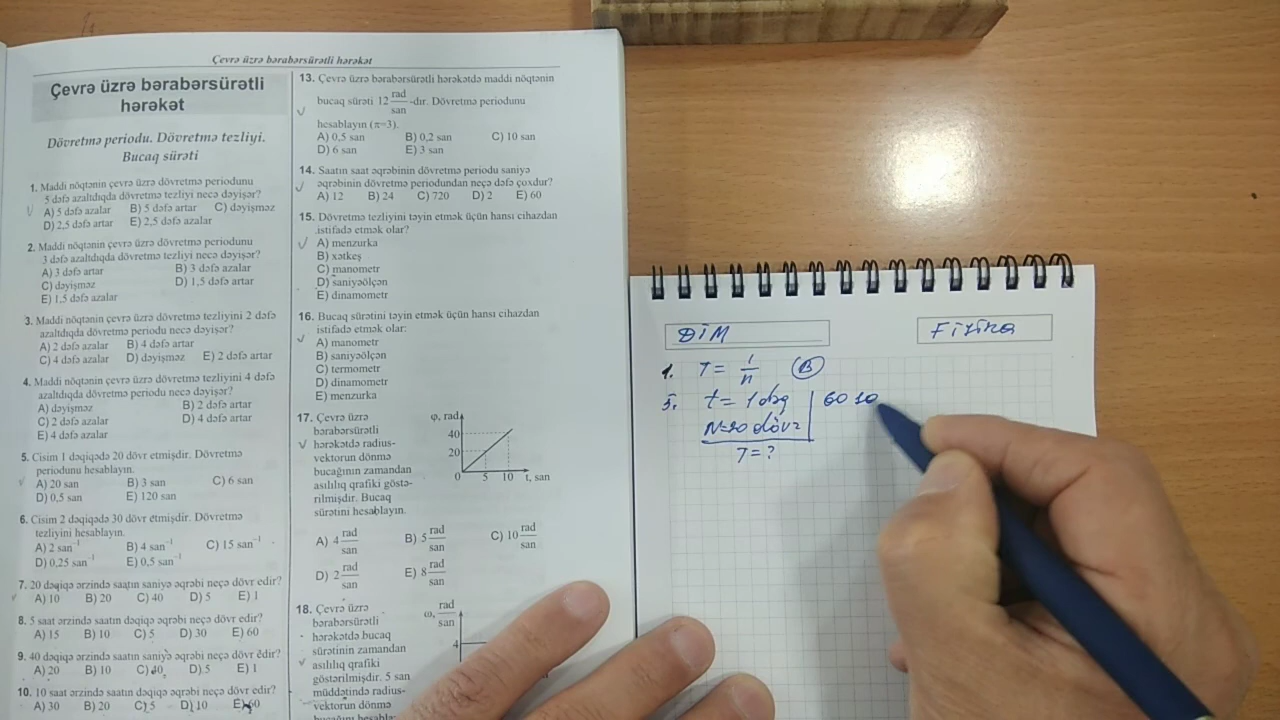 Çevrə üzrə bərabərsürətli hərəkət
Çevrə üzrə bərabərsürətli
hərəkət
Dövretmə periodu. Dövretmə tezliyi.
Bucaq sürəti
1. Maddi nöqtənin çevrə üzrə dövretmə periodunu
5 dəfə azaltdıqda dövretmə tezliyi necə dəyişər?
A) 5 dəfə azalar B) 5 dəfə artar C) dəyişməz
D) 2,5 dəfə artar E) 2,5 dəfə azalar
2. Maddi nöqtənin çevrə üzrə dövretmə periodunu
3 dəfə azaltdıqda dövretmə tezliyi necə dəyişər?
A) 3 dəfə artar B) 3 dəfə azalar
C) dəyişməz D) 1,5 dəfə artar
E) 1,5 dəfə azalar
3. Maddi nöqtənin çevrə üzrə dövretmə tezliyini 2 dəfə
azaltdıqda dövretmə periodu necə dəyişər?
A) 2 dəfə azalar B) 4 dəfə artar
C) 4 dəfə azalar D) dəyişməz E) 2 dəfə artar
4. Maddi nöqtənin çevrə üzrə dövretmə tezliyini 4 dəfə
azaltdıqda dövretmə periodu necə dəyişər?
A) dəyişməz B) 2 dəfə artar
C) 2 dəfə azalar D) 4 dəfə artar
E) 4 dəfə azalar
5. Cisim 1 dəqiqədə 20 dövr etmişdir. Dövretmə
periodunu hesablayın.
A) 20 san B) 3 san C) 6 san
D) 0,5 san E) 120 san
6. Cisim 2 dəqiqədə 30 dövr etmişdir. Dövretmə
tezliyini hesablayın.
A) 2 san⁻¹ B) 4 san⁻¹ C) 15 san⁻¹
D) 0,25 san⁻¹ E) 0,5 san⁻¹
7. 20 dəqiqə ərzində saatın saniyə əqrəbi neçə dövr edir?
A) 10 B) 20 C) 40 D) 5 E) 1
8. 5 saat ərzində saatın dəqiqə əqrəbi neçə dövr edir?
A) 15 B) 10 C) 5 D) 30 E) 60
9. 40 dəqiqə ərzində saatın saniyə əqrəbi neçə dövr edir?
A) 20 B) 10 C) 40 D) 5 E) 1
10. 10 saat ərzində saatın dəqiqə əqrəbi neçə dövr edir?
A) 30 B) 20 C) 5 D) 10 E) 60
13. Çevrə üzrə bərabərsürətli hərəkətdə maddi nöqtənin
bucaq sürəti 12 rad/san -dır. Dövretmə periodunu
hesablayın (π=3).
A) 0,5 san B) 0,2 san C) 10 san
D) 6 san E) 3 san
14. Saatın saat əqrəbinin dövretmə periodu saniyə
əqrəbinin dövretmə periodundan neçə dəfə çoxdur?
A) 12 B) 24 C) 720 D) 2 E) 60
15. Dövretmə tezliyini təyin etmək üçün hansı cihazdan
istifadə etmək olar?
A) menzurka
B) xətkeş
C) manometr
D) saniyəölçən
E) dinamometr
16. Bucaq sürətini təyin etmək üçün hansı cihazdan
istifadə etmək olar:
A) manometr
B) saniyəölçən
C) termometr
D) dinamometr
E) menzurka
17. Çevrə üzrə
bərabərsürətli
hərəkətdə radius-
vektorun dönmə
bucağının zamandan
asılılıq qrafiki göstə-
rilmişdir. Bucaq
sürətini hesablayın.
φ, rad
40
20
0 5 10 t, san
A) 4 rad/san B) 5 rad/san C) 10 rad/san
D) 2 rad/san E) 8 rad/san
18. Çevrə üzrə
bərabərsürətli
hərəkətdə bucaq
sürətinin zamandan
asılılıq qrafiki
göstərilmişdir. 5 san
müddətində radius-
vektorun dönmə
ω, rad/san
4
DİM
Fizika
1. T = 1/n B
5. t = 1 dəq 60
N=20 dövr
T = ?